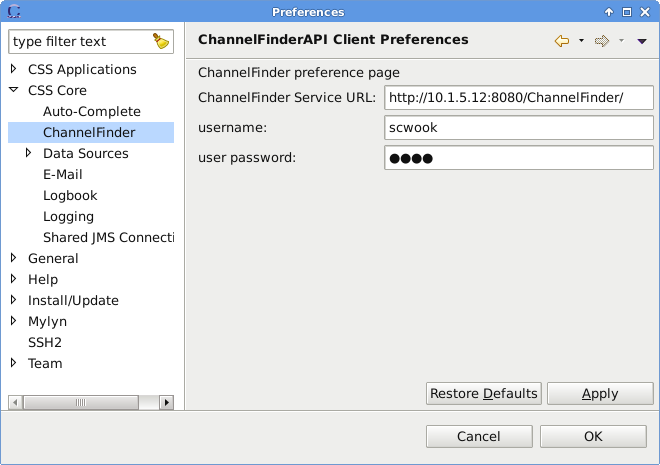 Preferences
type filter text
CSS Applications
CSS Core
Auto-Complete
ChannelFinder
Data Sources
E-Mail
Logbook
Logging
Shared JMS Connecti
General
Help
Install/Update
Mylyn
SSH2
Team
ChannelFinderAPI Client Preferences
ChannelFinder preference page
ChannelFinder Service URL: http://10.1.5.12:8080/ChannelFinder/
username: scwook
user password: ●●●●
Restore Defaults Apply
Cancel OK